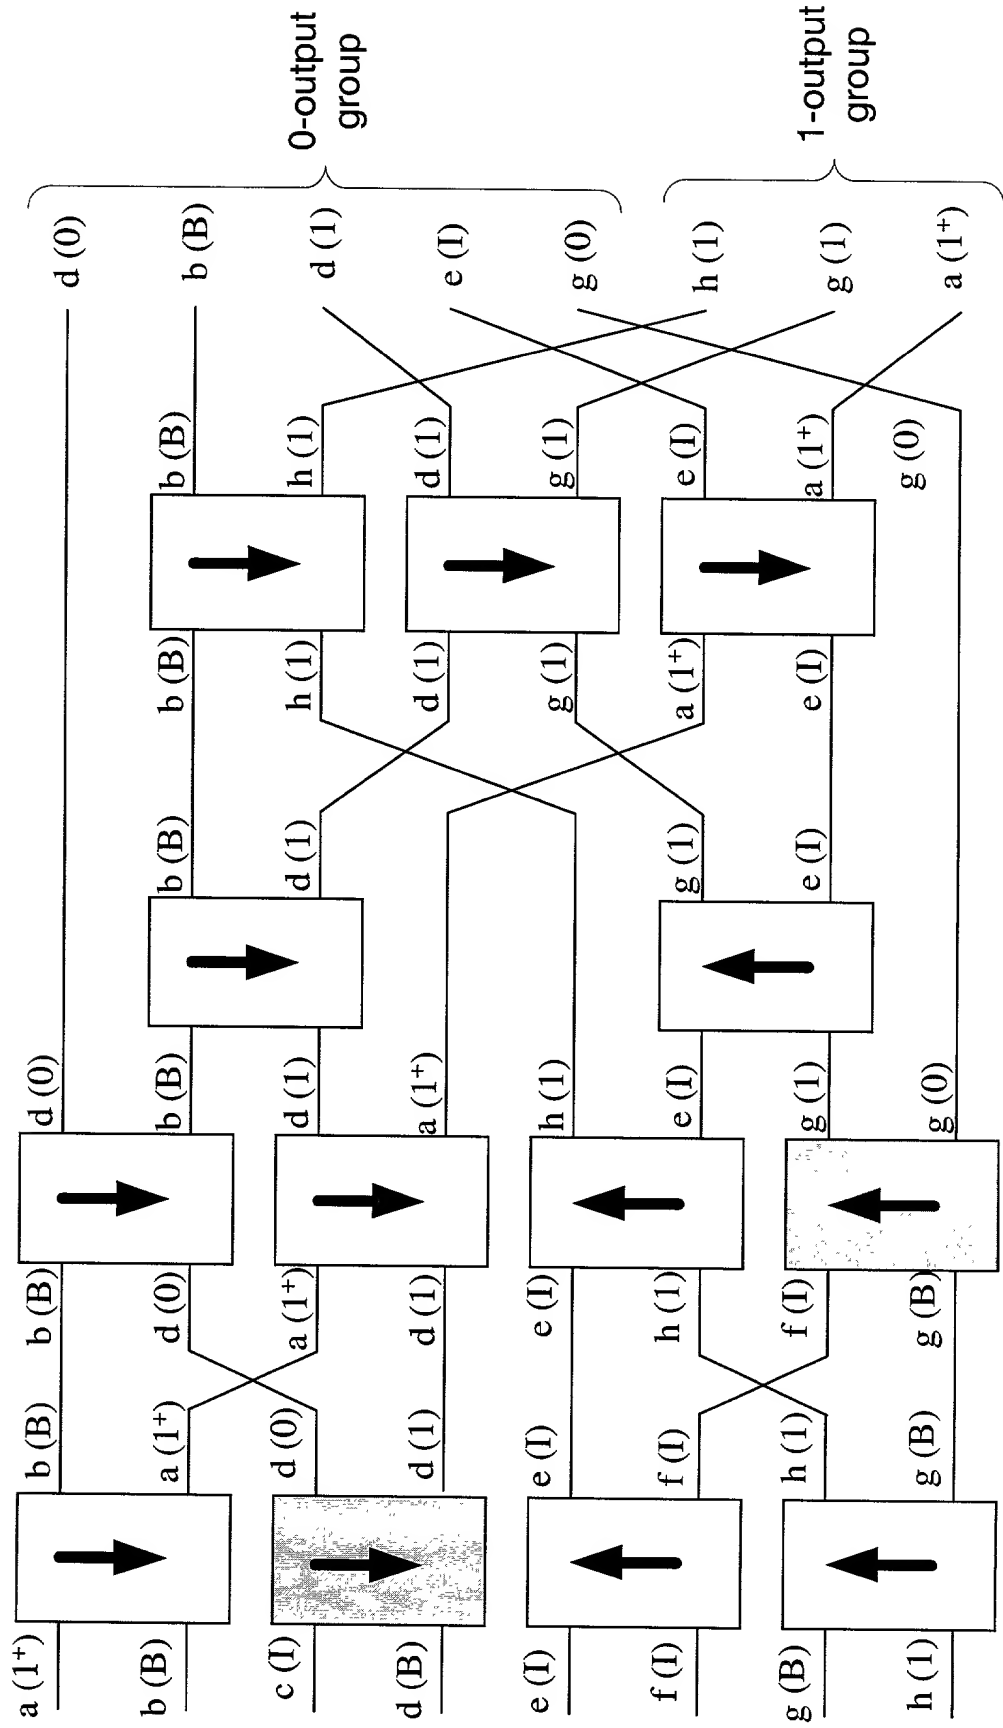 a (1+) b (B) b (B) d (0) d (0)
b (B) a (1+) d (0) b (B) b (B) b (B) b (B) b (B)
c (I) d (0) a (1+) d (1) d (1) h (1) h (1) d (1)
0-output
group
d (B) d (1) d (1) a (1+) d (1) d (1) e (I)
e (I) e (I) e (I) h (1) g (1) g (1) g (0)
f (I) f (I) h (1) e (I) g (1) a (1+) e (I) h (1)
g (B) h (1) f (I) g (1) e (I) e (I) a (1+) g (1)
1-output
group
h (1) g (B) g (B) g (0) g (0) a (1+)